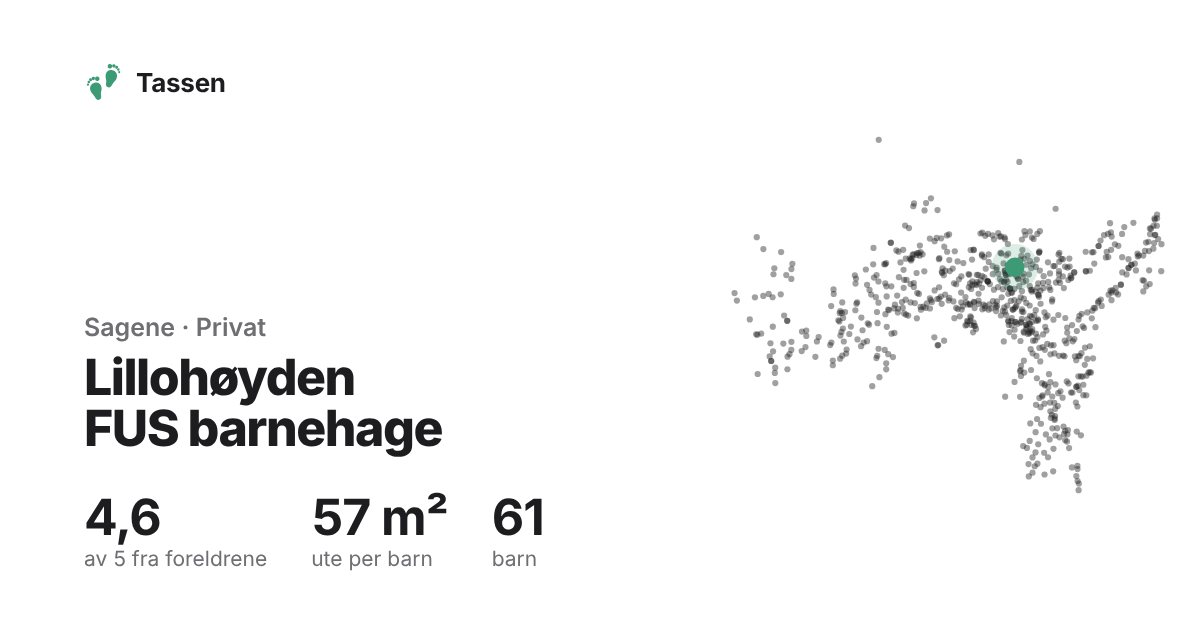 Tassen
Sagene · Privat
Lillohøyden
FUS barnehage
4,6 57 m² 61
av 5 fra foreldrene ute per barn barn